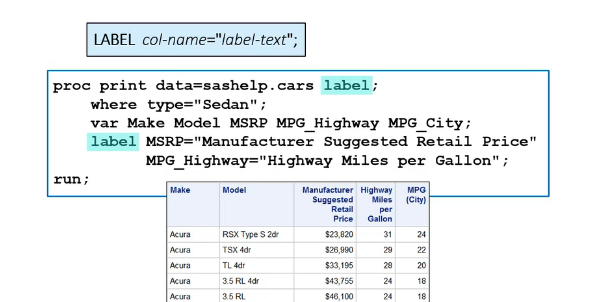 LABEL col-name="label-text";
proc print data=sashelp.cars label;
where type="Sedan";
var Make Model MSRP MPG_Highway MPG_City;
label MSRP="Manufacturer Suggested Retail Price"
MPG_Highway="Highway Miles per Gallon";
run;
Make Model Manufacturer Suggested Retail Price Highway Miles per Gallon MPG (City)
Acura RSX Type S 2dr $23,820 31 24
Acura TSX 4dr $26,990 29 22
Acura TL 4dr $33,195 28 20
Acura 3.5 RL 4dr $43,755 24 18
Acura 3.5 RL $46,100 24 18